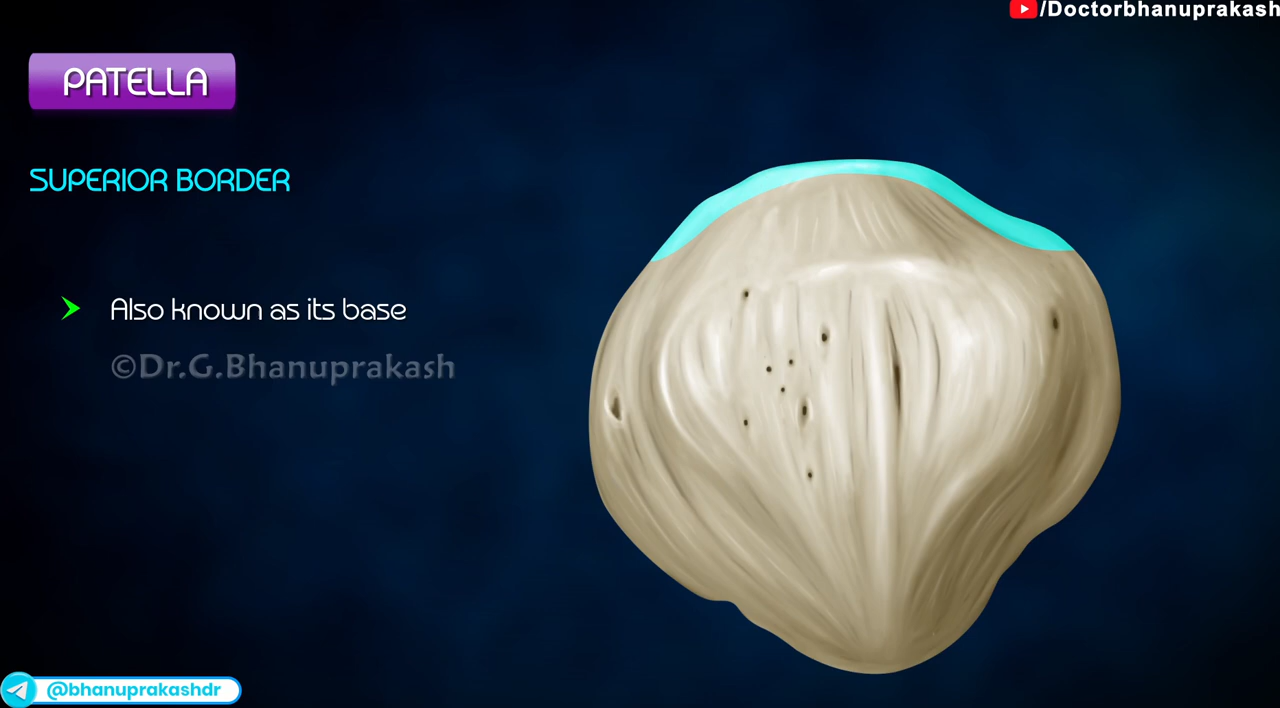 /Doctorbhanuprakash
PATELLA
SUPERIOR BORDER
Also known as its base
©Dr.G.Bhanuprakash
@bhanuprakashdr